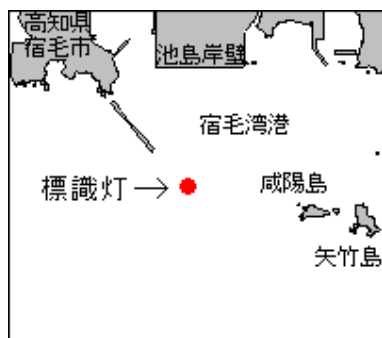 高知県
宿毛市
池島岸壁
宿毛湾港
標識灯→
咸陽島
矢竹島